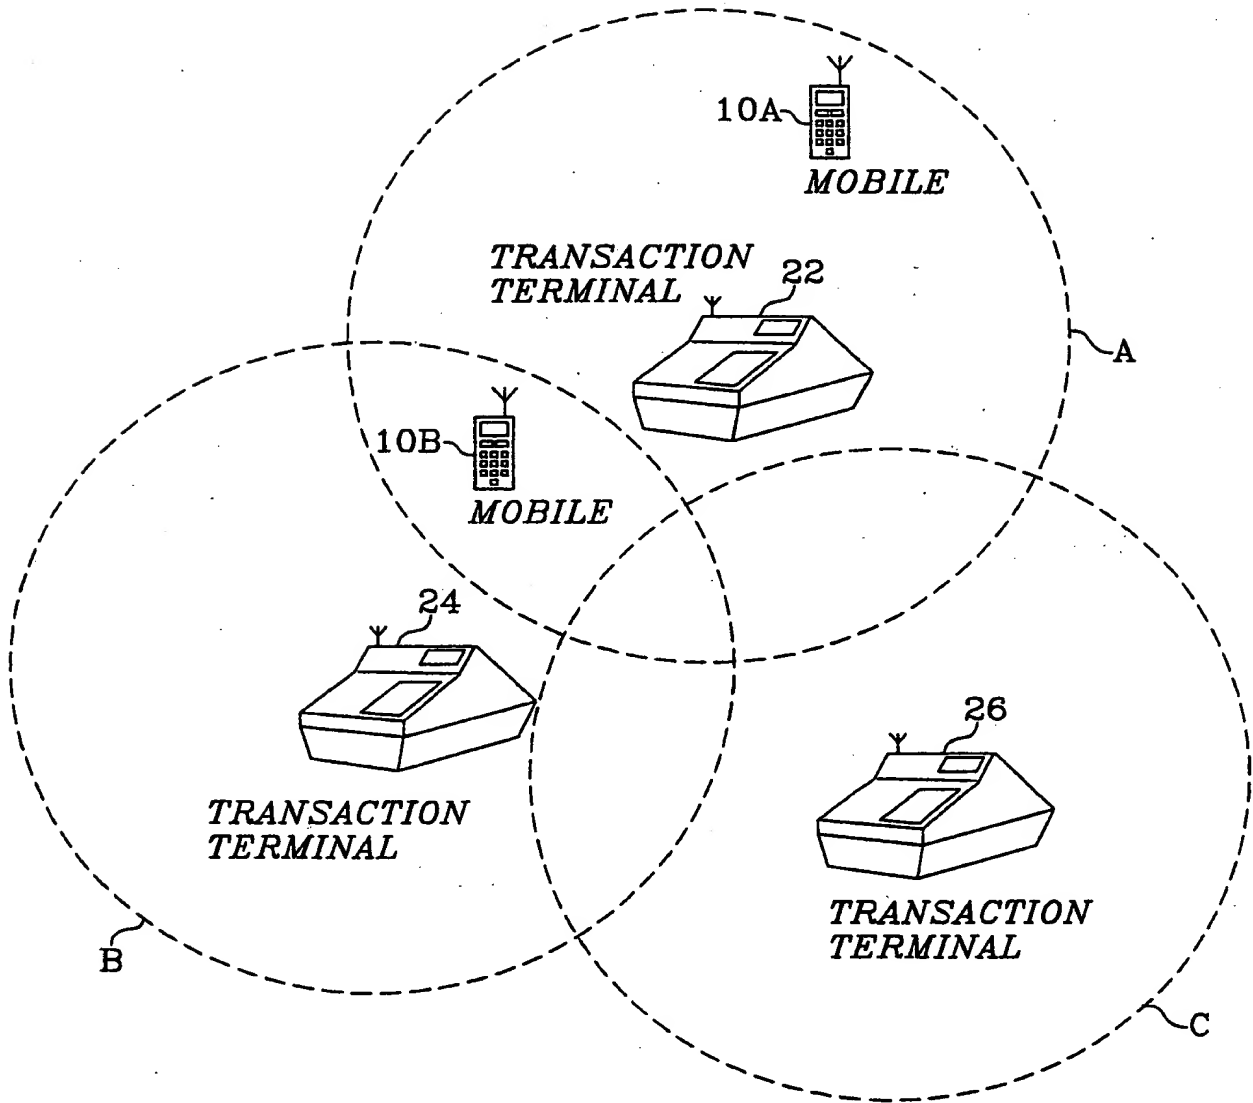 10A
MOBILE
TRANSACTION
TERMINAL
22
A
10B
MOBILE
24
TRANSACTION
TERMINAL
26
TRANSACTION
TERMINAL
B
C